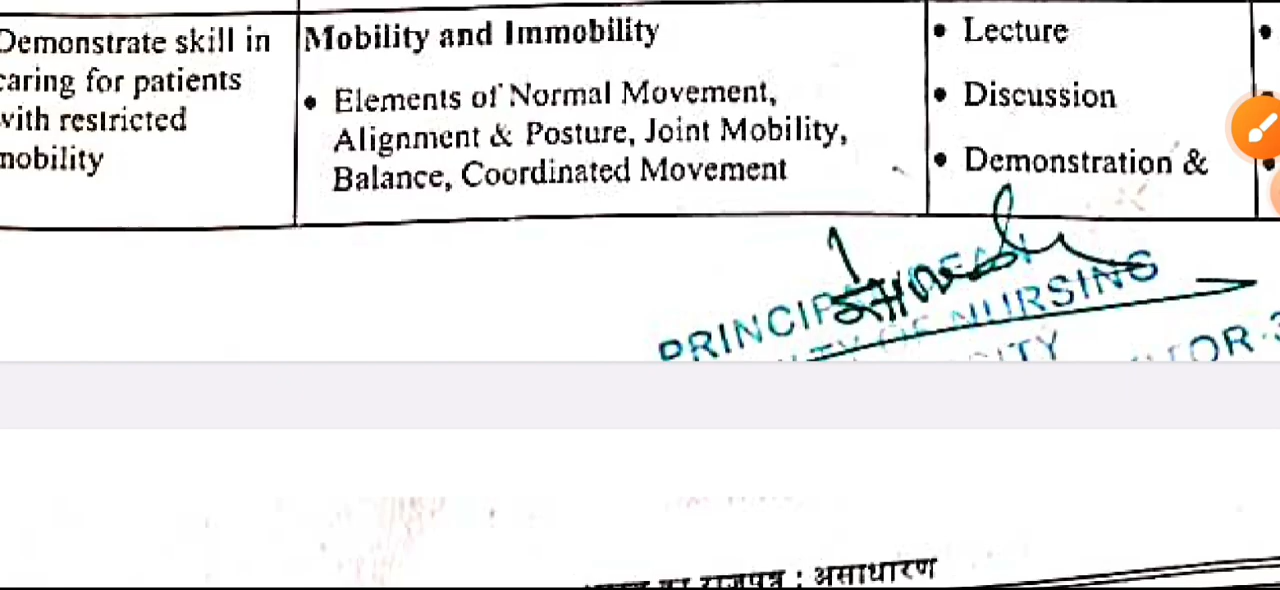 Demonstrate skill in
caring for patients
with restricted
mobility
Mobility and Immobility
• Elements of Normal Movement,
Alignment & Posture, Joint Mobility,
Balance, Coordinated Movement
• Lecture
• Discussion
• Demonstration &
NURSING
राजपत्र : असाधारण